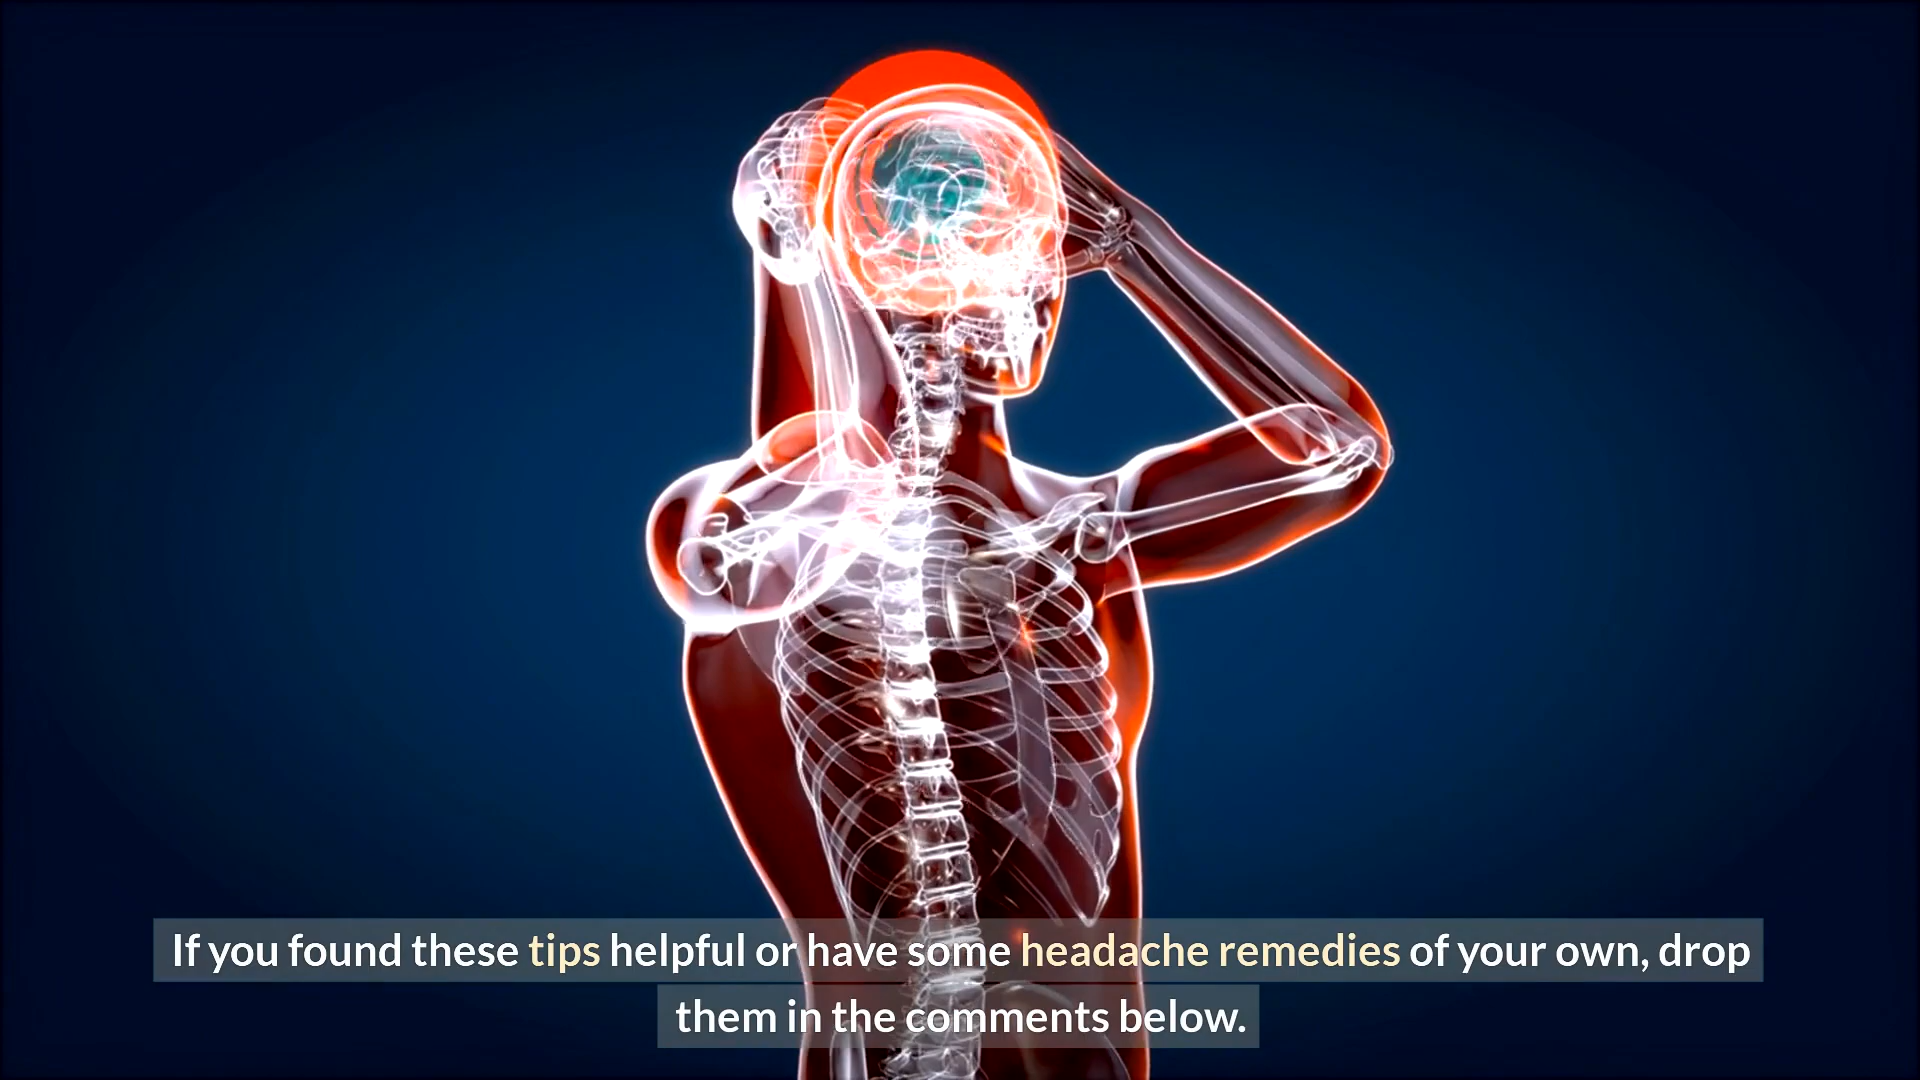 If you found these tips helpful or have some headache remedies of your own, drop
them in the comments below.